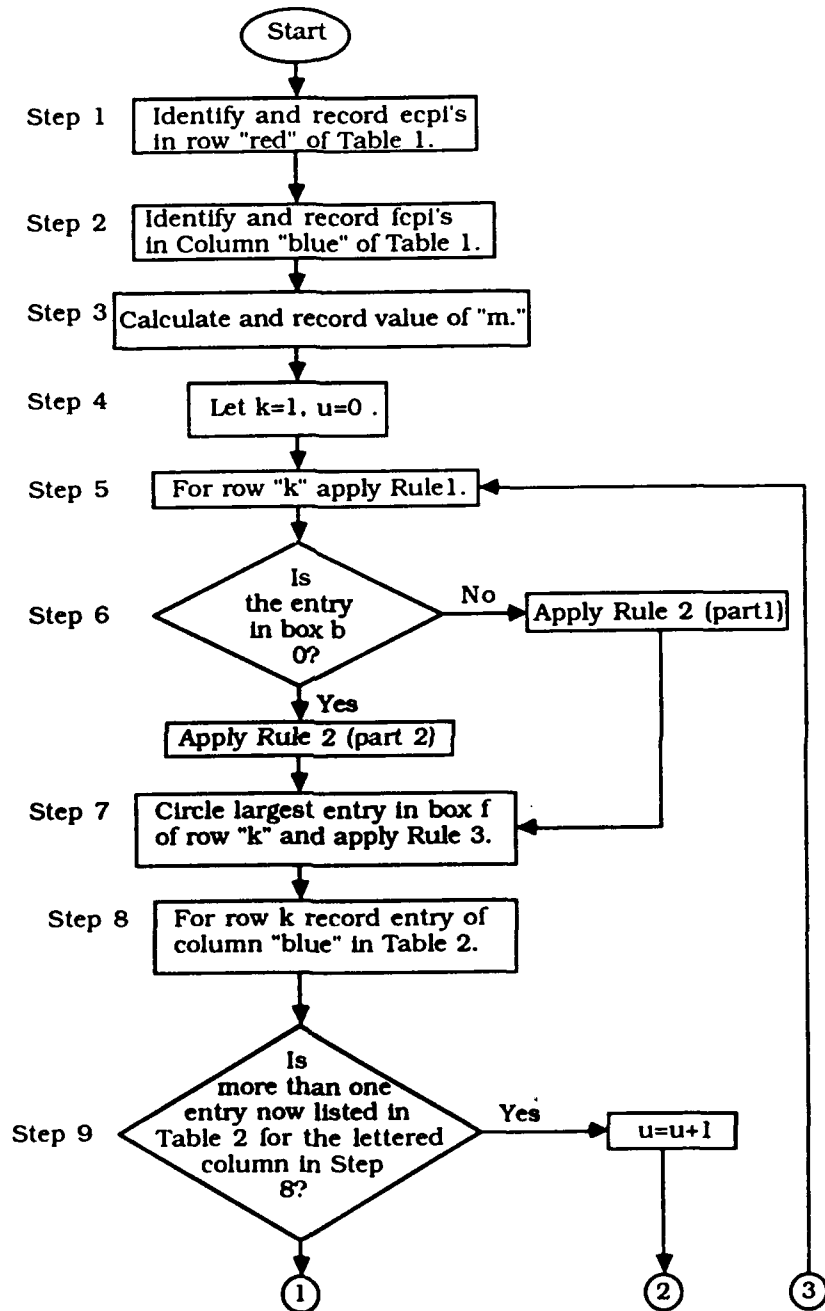 Start
Step 1
Identify and record ecpi's
in row "red" of Table 1.
Step 2
Identify and record fcpi's
in Column "blue" of Table 1.
Step 3
Calculate and record value of "m."
Step 4
Let k=1, u=0 .
Step 5
For row "k" apply Rule1.
Step 6
Is
the entry
in box b
0?
No
Apply Rule 2 (part1)
Yes
Apply Rule 2 (part 2)
Step 7
Circle largest entry in box f
of row "k" and apply Rule 3.
Step 8
For row k record entry of
column "blue" in Table 2.
Step 9
Is
more than one
entry now listed in
Table 2 for the lettered
column in Step
8?
Yes
u=u+1
1
2
3